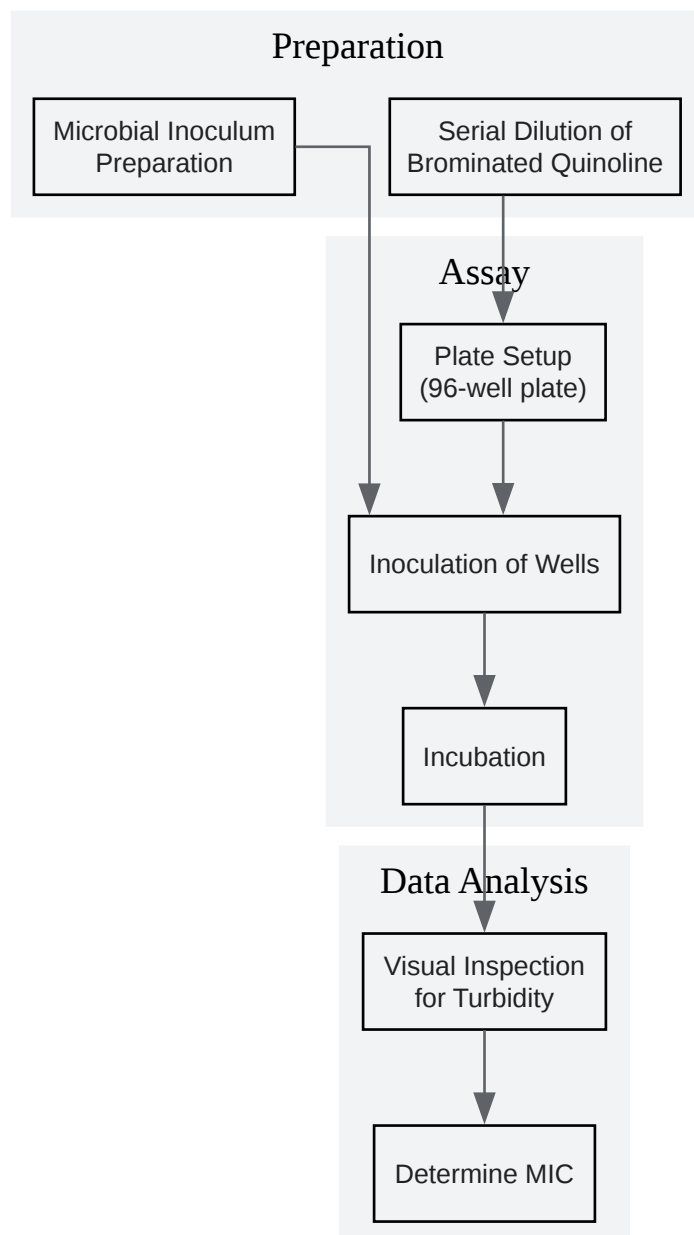 Preparation
Microbial Inoculum
Preparation
Serial Dilution of
Brominated Quinoline
Assay
Plate Setup
(96-well plate)
Inoculation of Wells
Incubation
Data Analysis
Visual Inspection
for Turbidity
Determine MIC